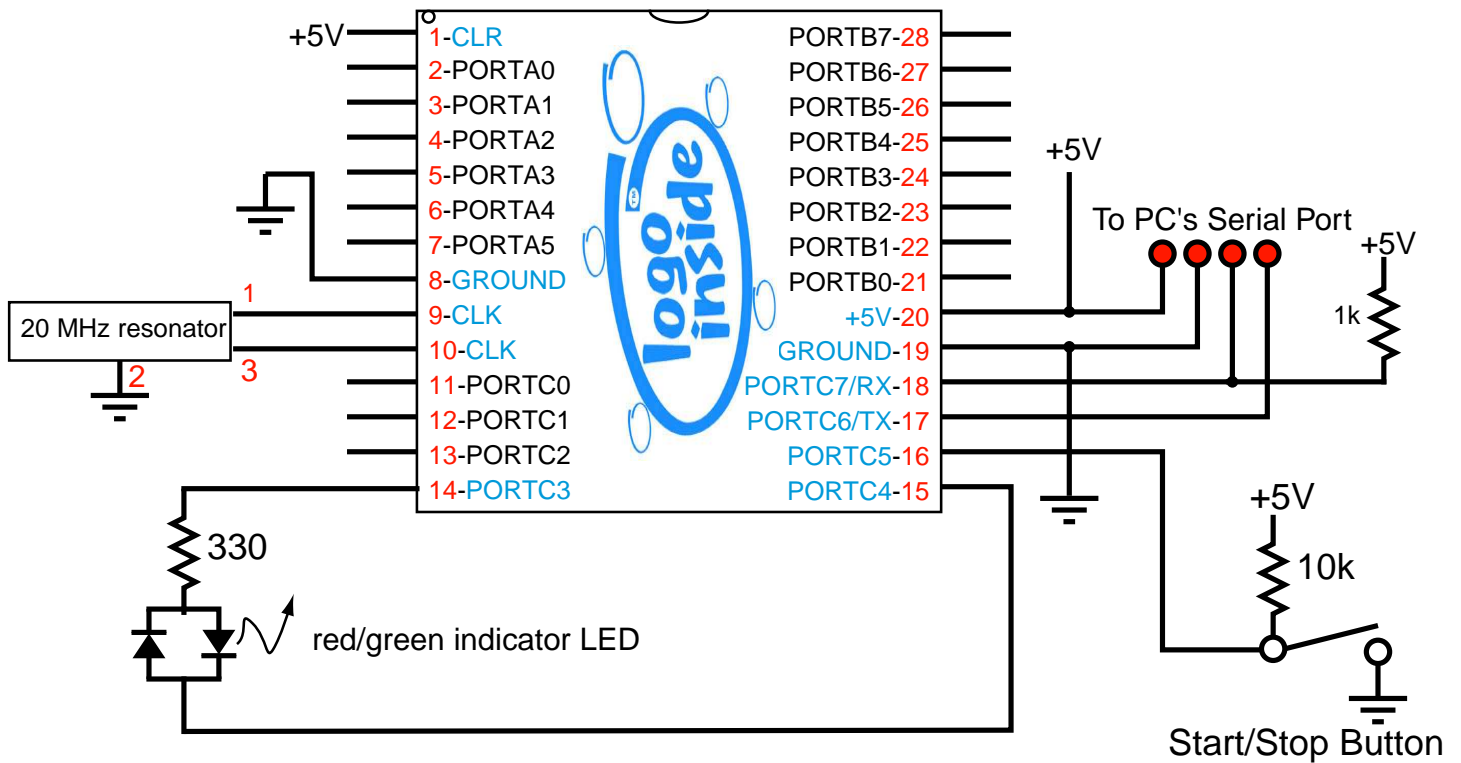 +5V
1-CLR
2-PORTA0
3-PORTA1
4-PORTA2
5-PORTA3
6-PORTA4
7-PORTA5
8-GROUND
9-CLK
10-CLK
11-PORTC0
12-PORTC1
13-PORTC2
14-PORTC3
PORTB7-28
PORTB6-27
PORTB5-26
PORTB4-25
PORTB3-24
PORTB2-23
PORTB1-22
PORTB0-21
+5V-20
GROUND-19
PORTC7/RX-18
PORTC6/TX-17
PORTC5-16
PORTC4-15
logo
inside
TM
1
20 MHz resonator
2
3
330
red/green indicator LED
+5V
To PC's Serial Port
+5V
1k
+5V
10k
Start/Stop Button